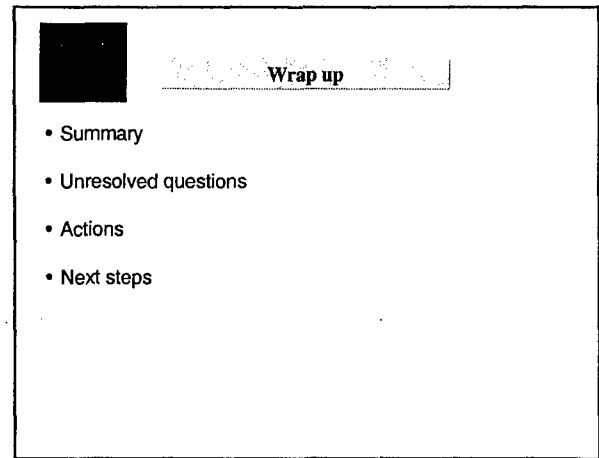 Wrap up
• Summary
• Unresolved questions
• Actions
• Next steps